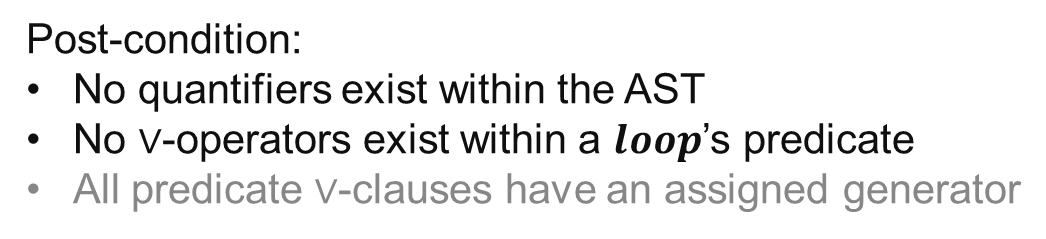 Post-condition:
• No quantifiers exist within the AST
• No ∨-operators exist within a loop's predicate
• All predicate ∨-clauses have an assigned generator